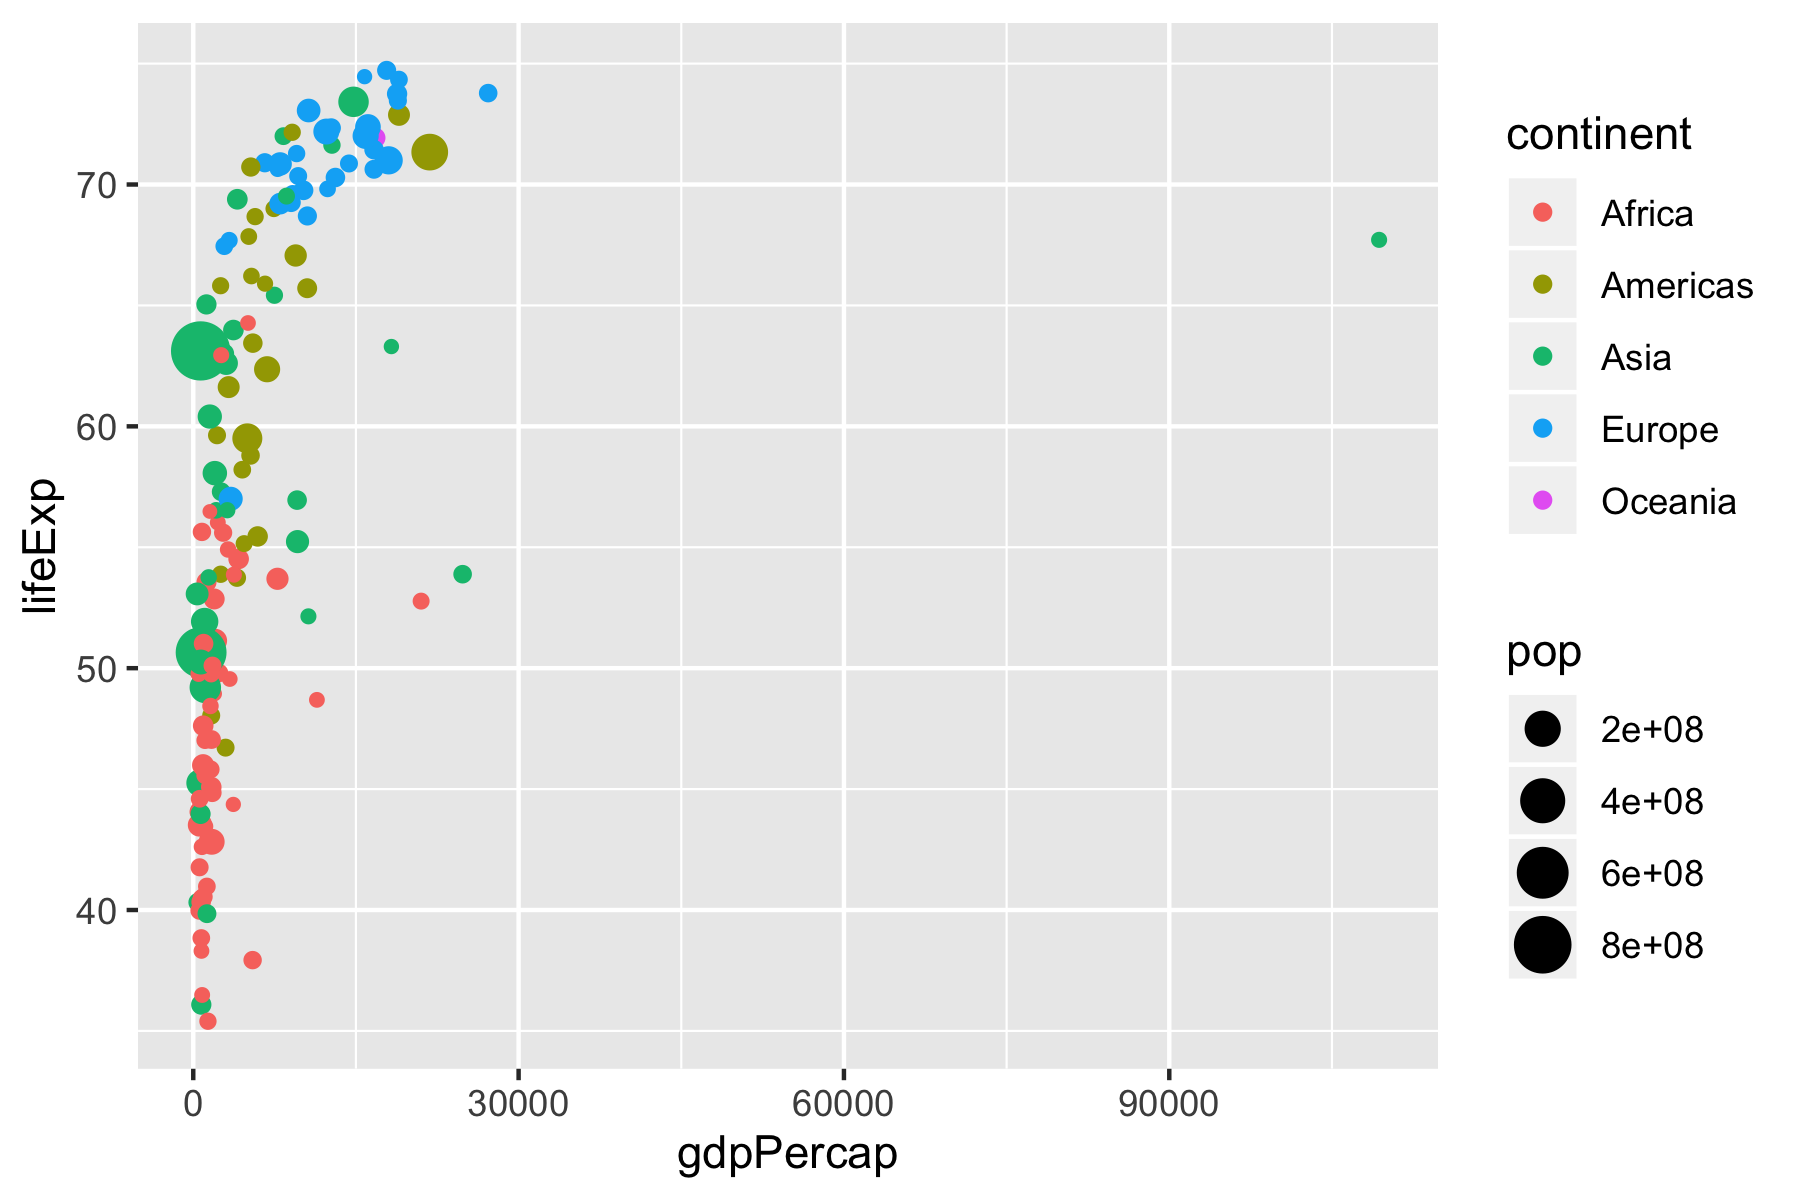 lifeExp
70
60
50
40
0 30000 60000 90000
gdpPercap
continent
Africa
Americas
Asia
Europe
Oceania
pop
2e+08
4e+08
6e+08
8e+08